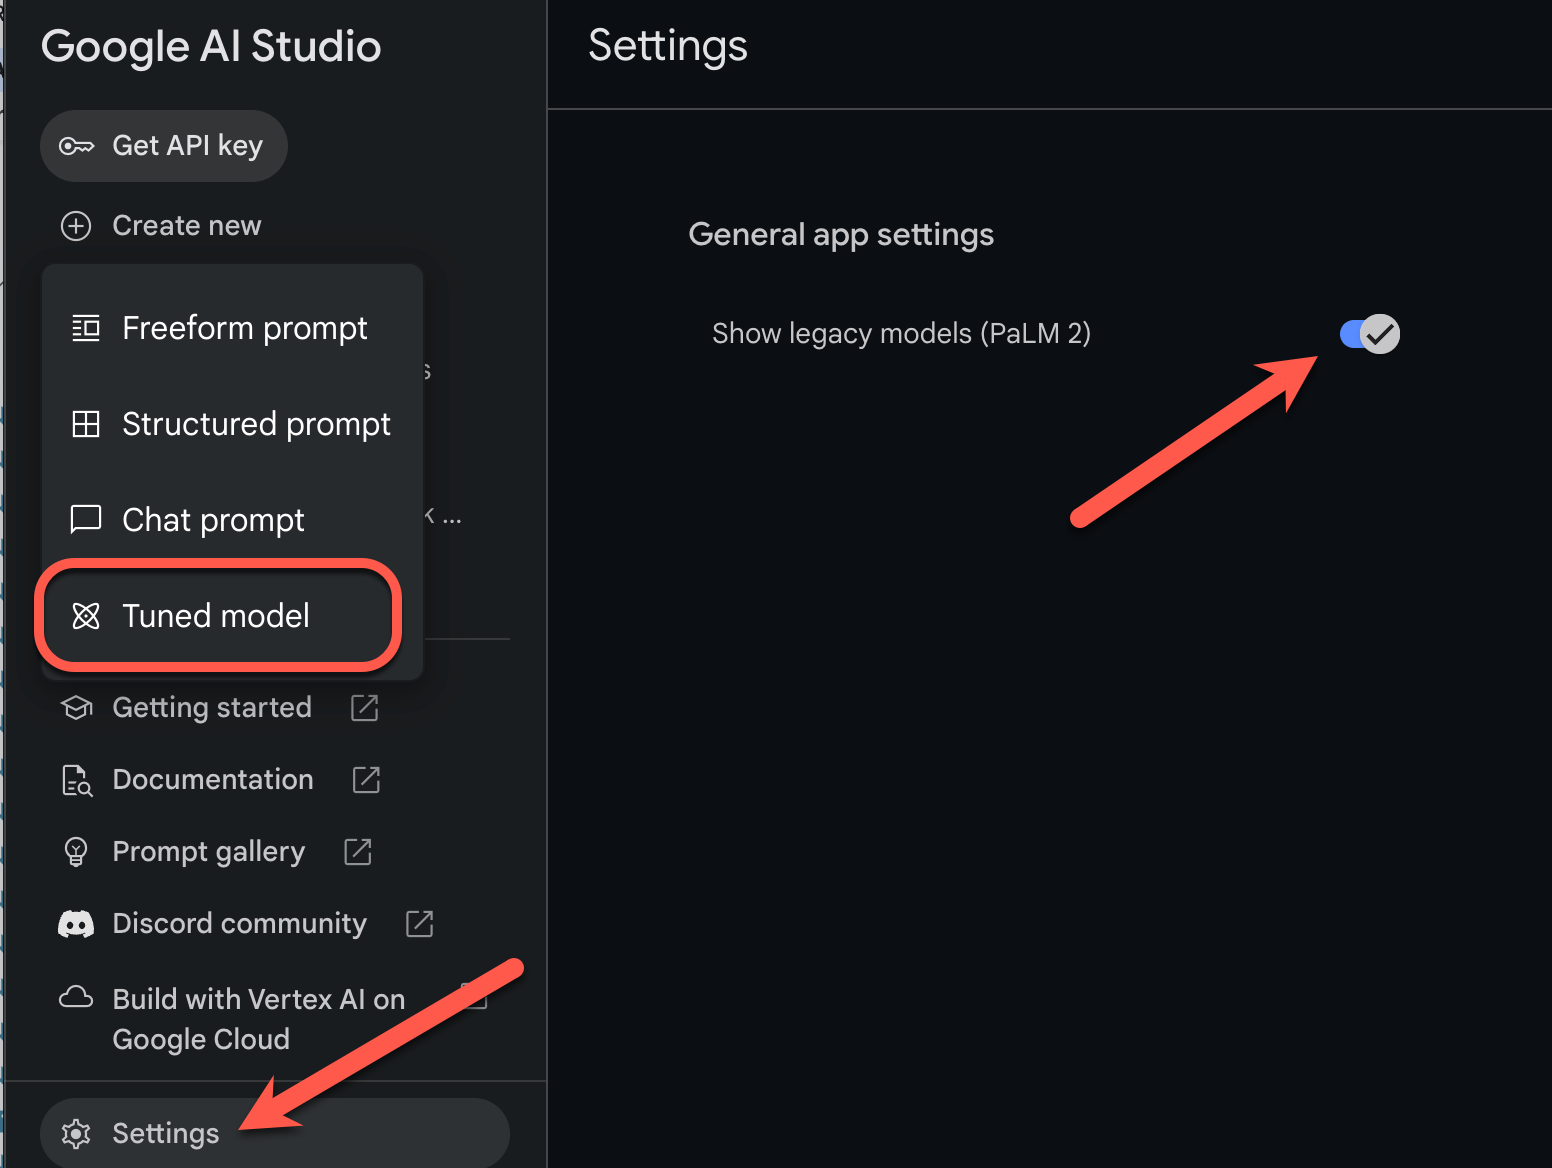 Google AI Studio
Get API key
Create new
Freeform prompt
Structured prompt
Chat prompt
Tuned model
Getting started
Documentation
Prompt gallery
Discord community
Build with Vertex AI on
Google Cloud
Settings
Settings
General app settings
Show legacy models (PaLM 2)